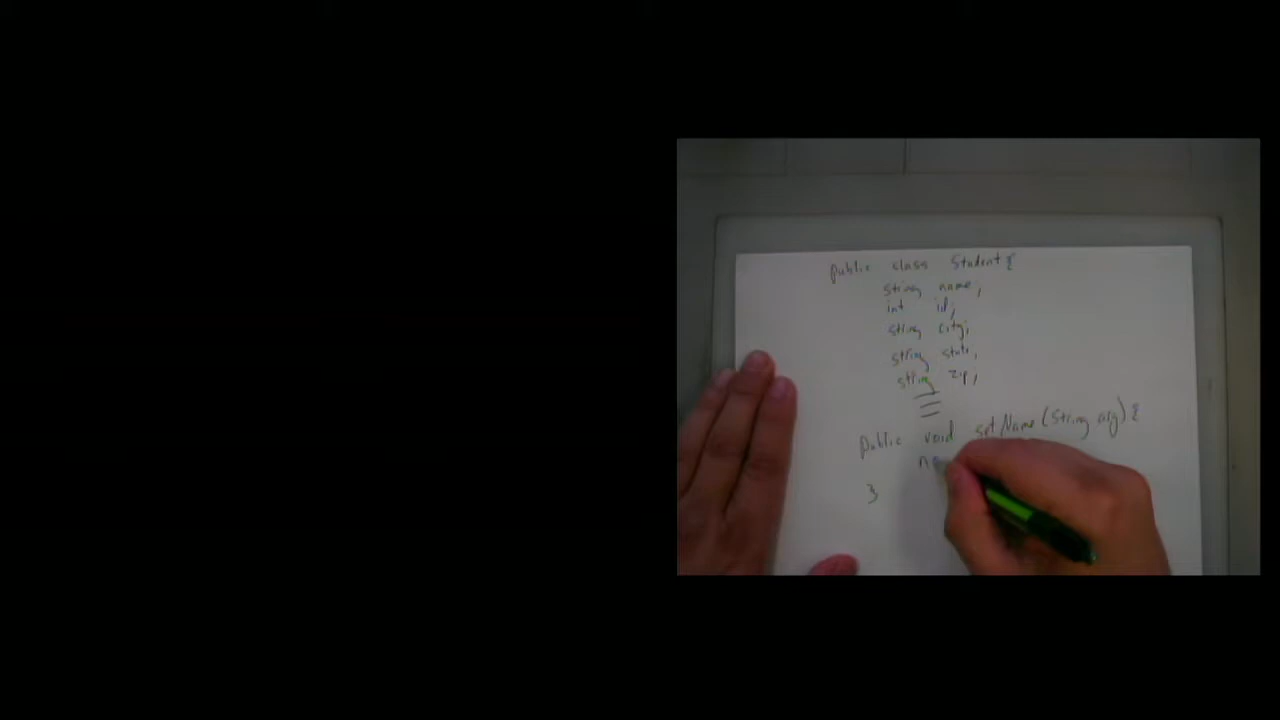 public class Student {
string name;
int id;
string city;
string state;
string zip;
public void setName (String arg) {
}